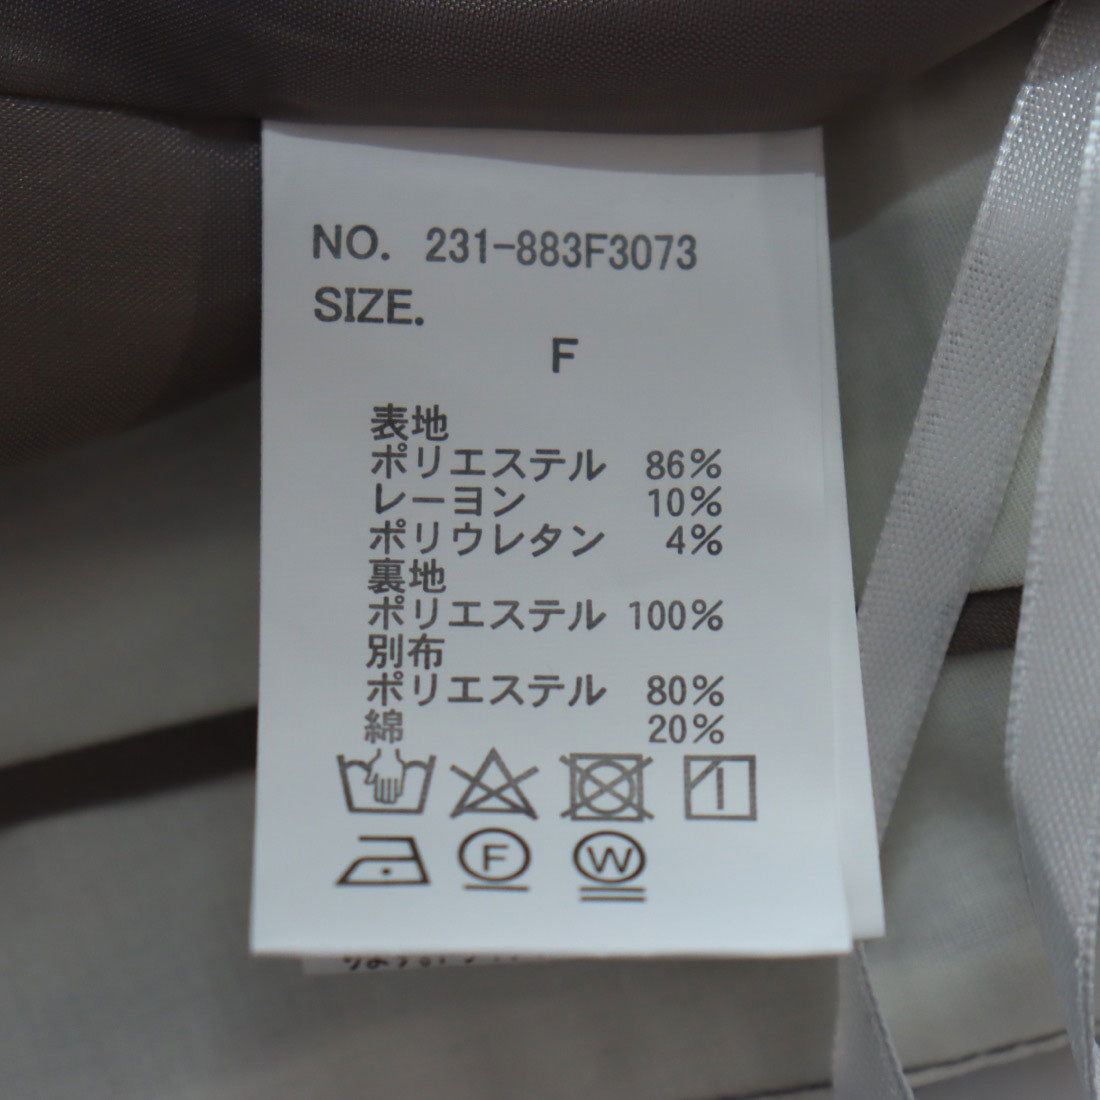 NO. 231-883F3073
SIZE.
F
表地
ポリエステル 86%
レーヨン 10%
ポリウレタン 4%
裏地
ポリエステル 100%
別布
ポリエステル 80%
綿 20%
F
W